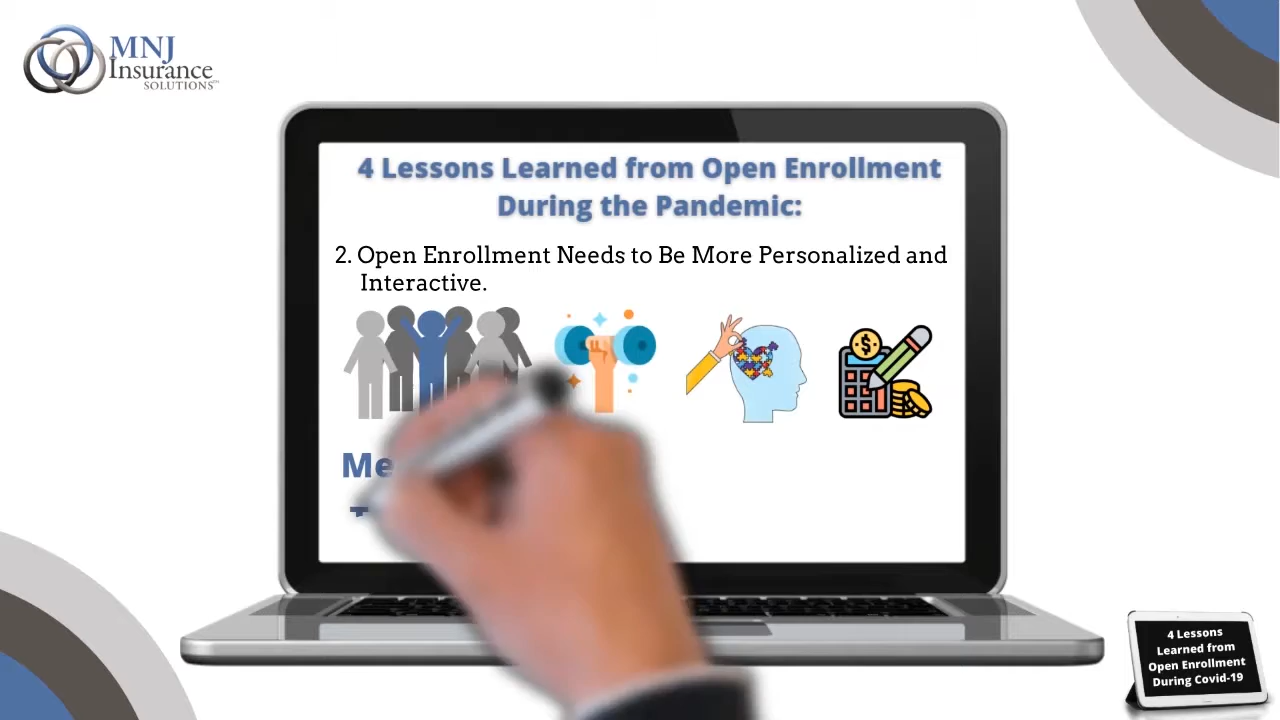 MNJ
Insurance
SOLUTIONS
4 Lessons Learned from Open Enrollment
During the Pandemic:
2. Open Enrollment Needs to Be More Personalized and
Interactive.
4 Lessons
Learned from
Open Enrollment
During Covid-19